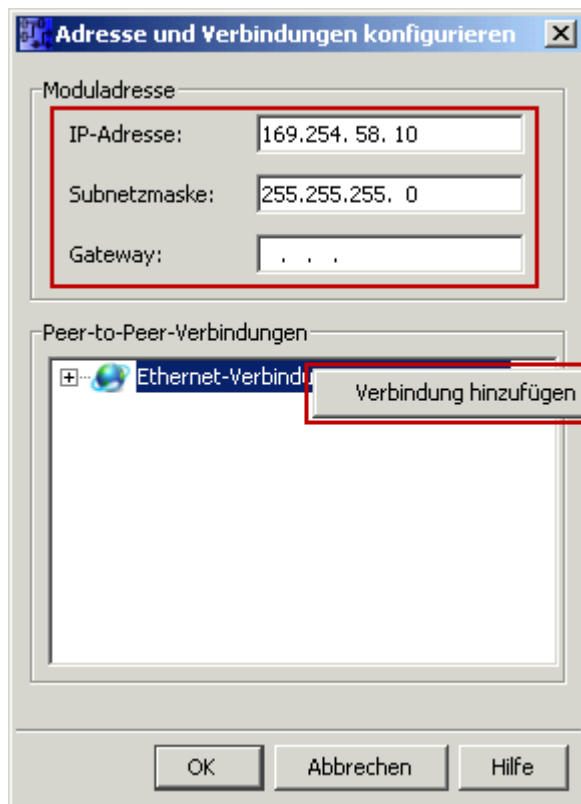 Adresse und Verbindungen konfigurieren
Moduladresse
IP-Adresse: 169.254. 58. 10
Subnetzmaske: 255.255.255. 0
Gateway: . . .
Peer-to-Peer-Verbindungen
Verbindung hinzufügen
OK Abbrechen Hilfe